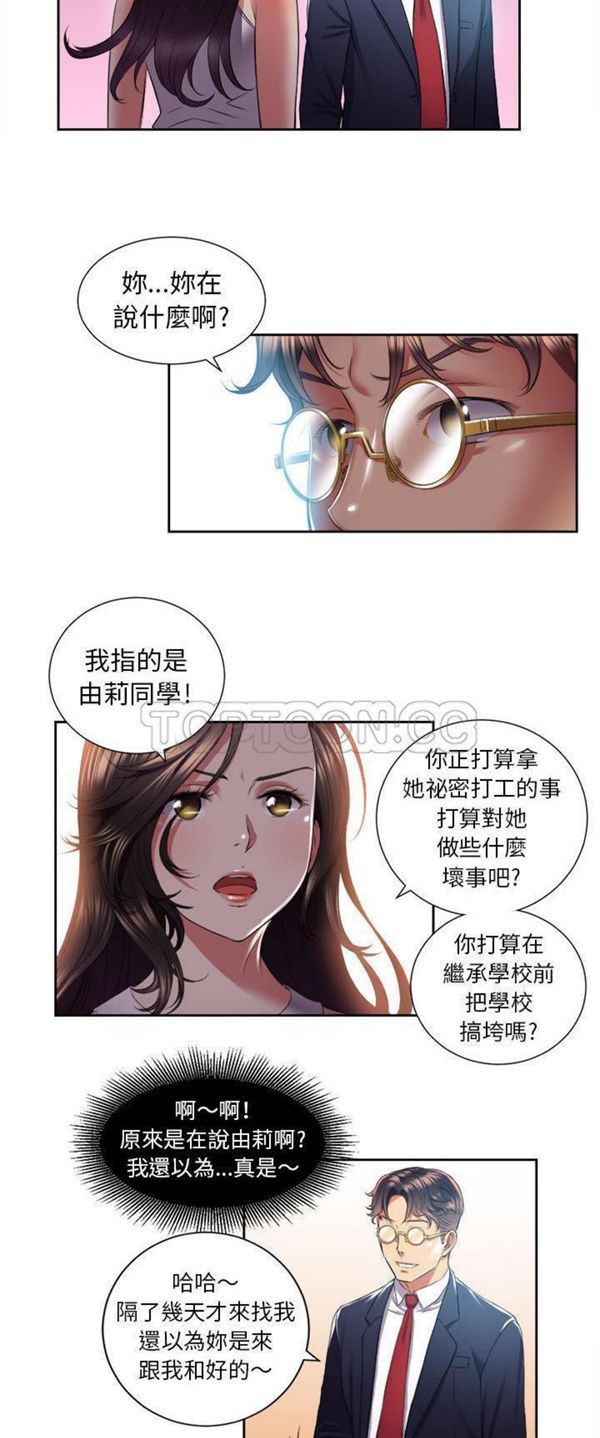 妳...妳在
說什麼啊?
我指的是
由莉同學!
TOPTOON.CC
你正打算拿
她祕密打工的事
打算對她
做些什麼
壞事吧?
你打算在
繼承學校前
把學校
搞垮嗎?
啊～啊!
原來是在說由莉啊?
我還以為...真是～
哈哈～
隔了幾天才來找我
還以為妳是來
跟我和好的～